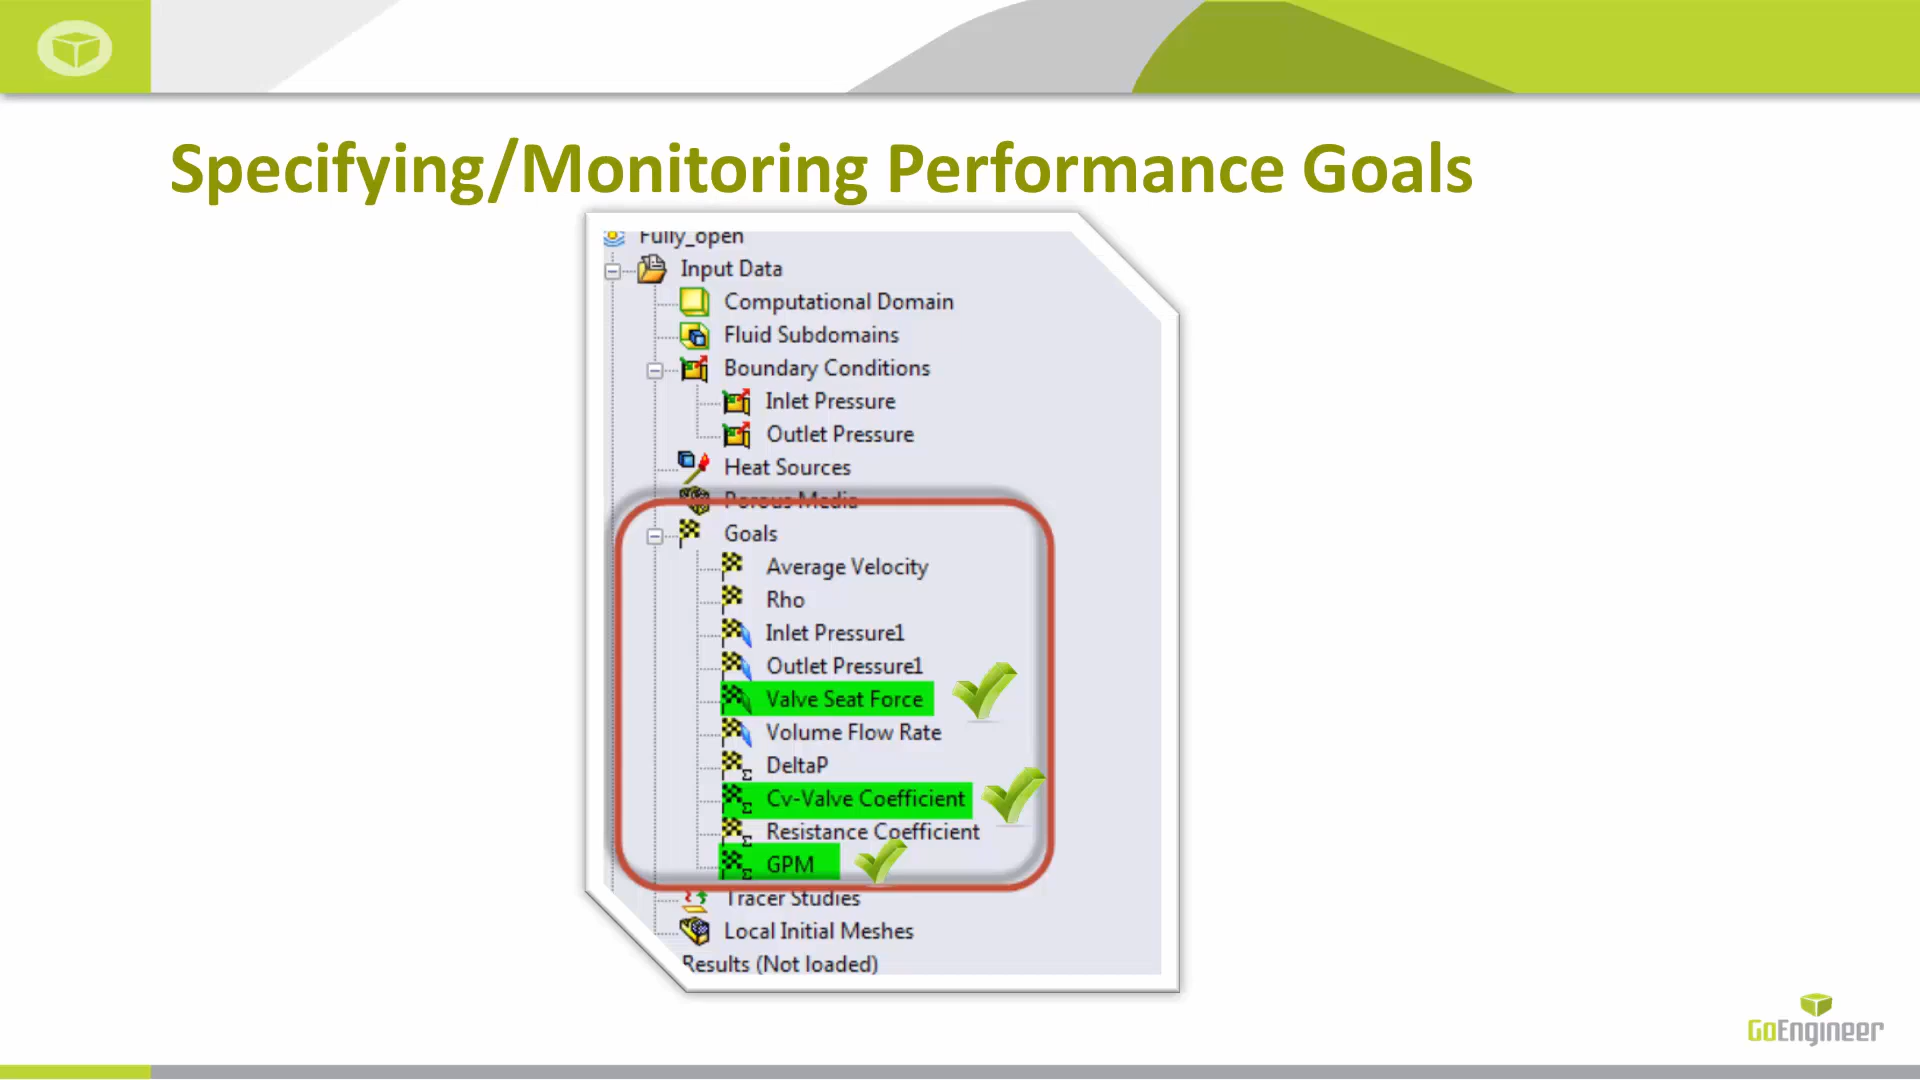 Specifying/Monitoring Performance Goals
Fully_open
Input Data
Computational Domain
Fluid Subdomains
Boundary Conditions
Inlet Pressure
Outlet Pressure
Heat Sources
Porous Media
Goals
Average Velocity
Rho
Inlet Pressure1
Outlet Pressure1
Valve Seat Force
Volume Flow Rate
DeltaP
Cv-Valve Coefficient
Resistance Coefficient
GPM
Tracer Studies
Local Initial Meshes
Results (Not loaded)
GoEngineer